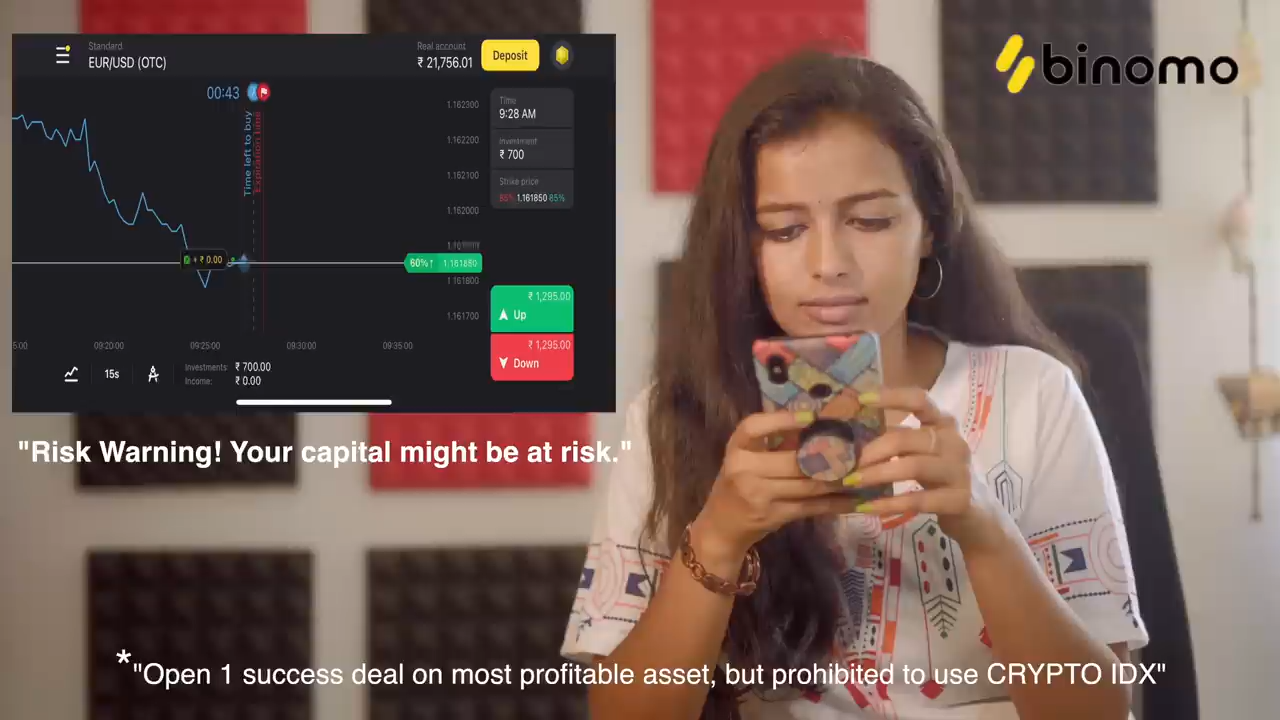 Standard
EUR/USD (OTC)
Real account
₹ 21,756.01
Deposit
00:43
Time left to buy
Expiration time
1.162300
1.162200
1.162100
1.162000
1.161800
1.161700
Time
9:28 AM
Investment
₹ 700
Strike price
1.161850 85%
+ ₹ 0.00
60%↑ 1.161850
₹ 1,295.00
Up
₹ 1,295.00
Down
5:00
09:20:00
09:25:00
09:30:00
09:35:00
15s
Investments: ₹ 700.00
Income: ₹ 0.00
binomo
"Risk Warning! Your capital might be at risk."
*"Open 1 success deal on most profitable asset, but prohibited to use CRYPTO IDX"